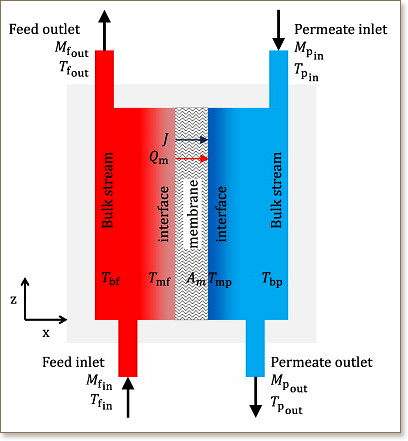 Feed outlet
M_fout
T_fout
Permeate inlet
M_pin
T_pin
J
Q_m
Bulk stream
interface
membrane
interface
Bulk stream
T_bf
T_mf
A_m
T_mp
T_bp
z
x
Feed inlet
M_fin
T_fin
Permeate outlet
M_pout
T_pout